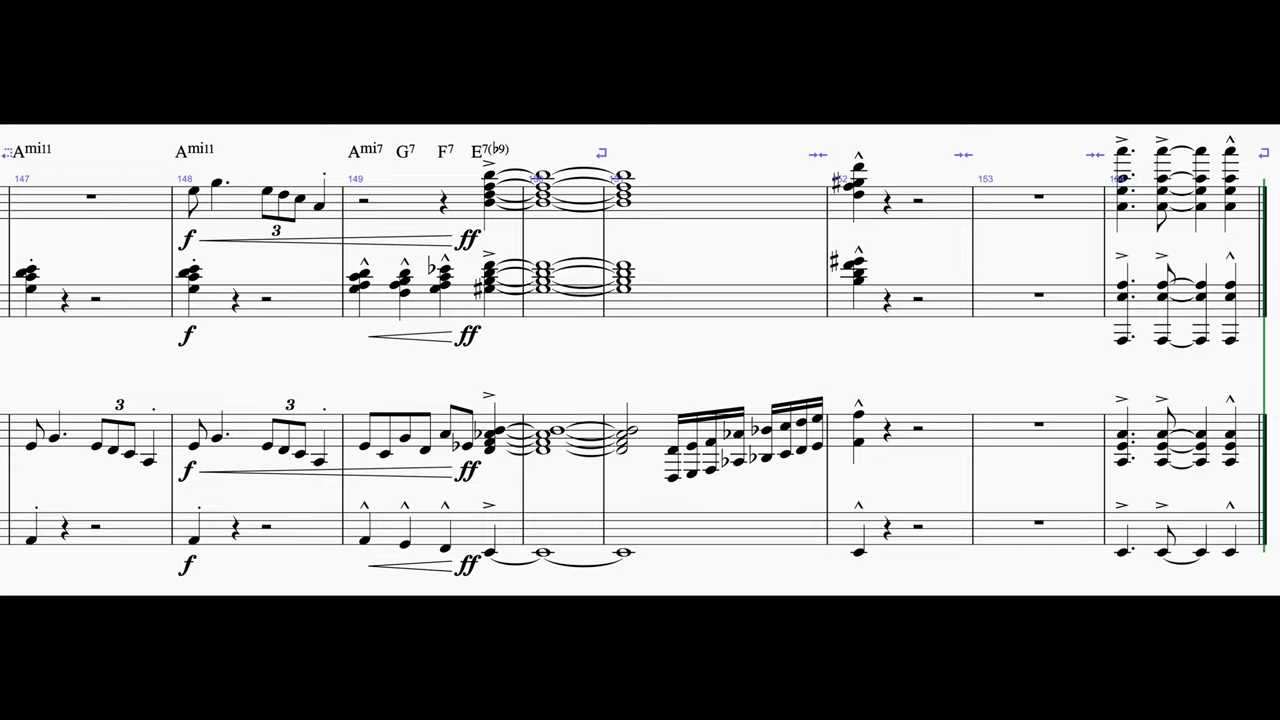 Ami11 Ami11 Ami7 G7 F7 E7(♭9)
147 148 149 153
3
f ff
f ff
3 3
f ff
f ff